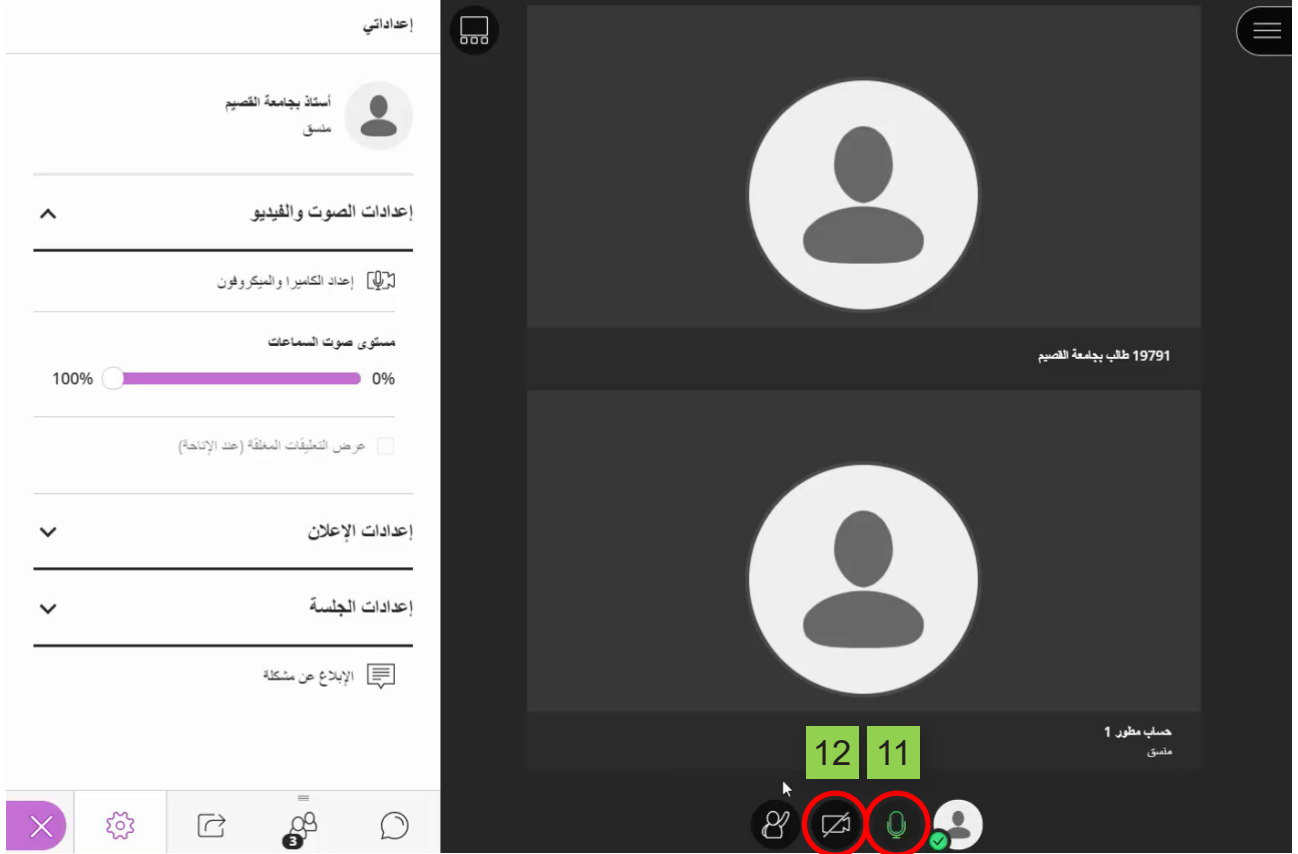 إعداداتي
أستاذ بجامعة القصيم
منسق
إعدادات الصوت والفيديو
إعداد الكاميرا والميكروفون
مستوى صوت السماعات
0% 100%
عرض التعليقات المغلقة (عند الإتاحة)
إعدادات الإعلان
إعدادات الجلسة
الإبلاغ عن مشكلة
3
19791 طالب بجامعة القصيم
حساب مطور 1
منسق
11 12